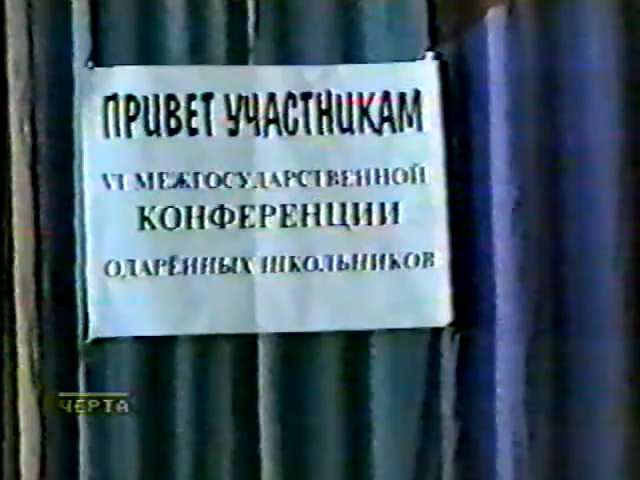 ПРИВЕТ УЧАСТНИКАМ
VI МЕЖГОСУДАРСТВЕННОЙ
КОНФЕРЕНЦИИ
ОДАРЁННЫХ ШКОЛЬНИКОВ
ЧЕРТА